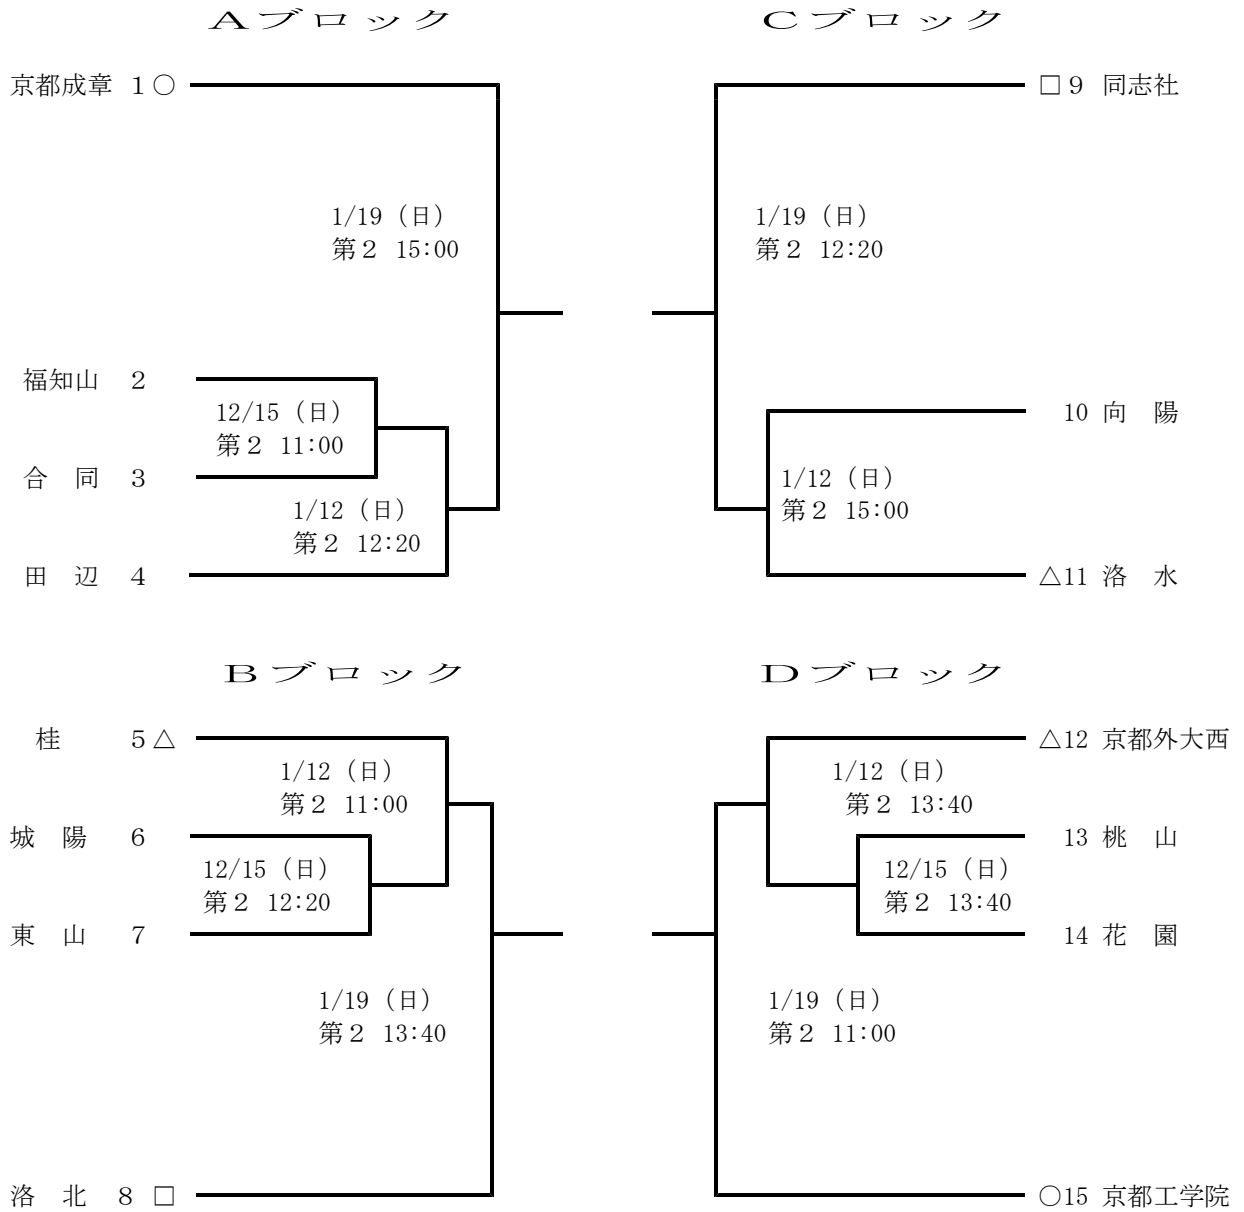 Aブロック
京都成章 1○
1/19 (日)
第2 15:00
福知山 2
12/15 (日)
第2 11:00
合 同 3
1/12 (日)
第2 12:20
田 辺 4
Cブロック
□9 同志社
1/19 (日)
第2 12:20
10 向 陽
1/12 (日)
第2 15:00
△11 洛 水
Bブロック
桂 5△
1/12 (日)
第2 11:00
城 陽 6
12/15 (日)
第2 12:20
東 山 7
1/19 (日)
第2 13:40
洛 北 8 □
Dブロック
△12 京都外大西
1/12 (日)
第2 13:40
13 桃 山
12/15 (日)
第2 13:40
14 花 園
1/19 (日)
第2 11:00
○15 京都工学院